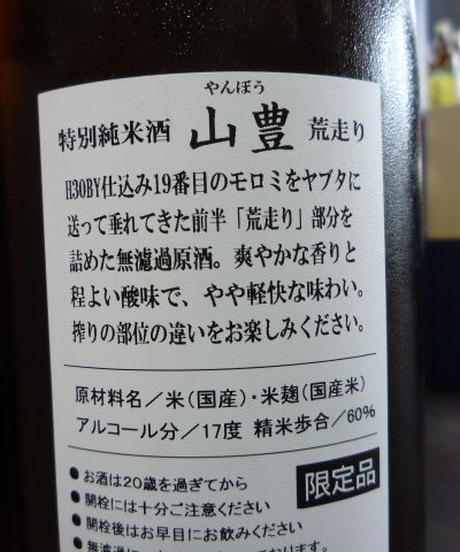 やんぼう
特別純米酒 山豊 荒走り
H30BY仕込み19番目のモロミをヤブタに
送って垂れてきた前半「荒走り」部分を
詰めた無濾過原酒。爽やかな香りと
程よい酸味で、やや軽快な味わい。
搾りの部位の違いをお楽しみください。
原材料名／米（国産）・米麹（国産米）
アルコール分／17度 精米歩合／60%
●お酒は20歳を過ぎてから
●開栓には十分ご注意ください
●開栓後はお早目にお飲みください
●無濾過
ております。
限定品